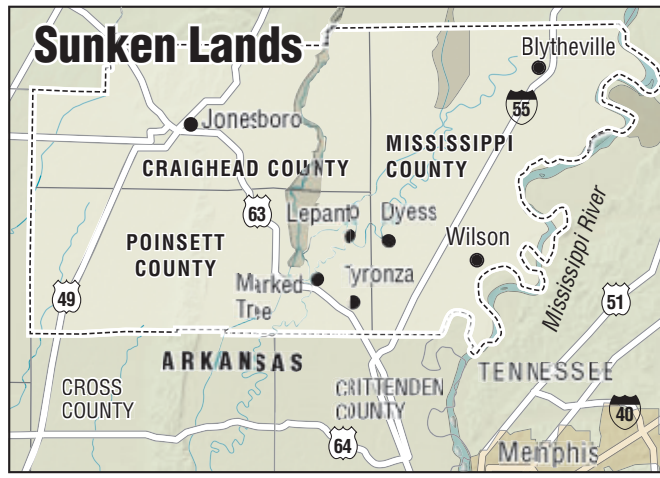 Sunken Lands
Blytheville
55
Jonesboro
MISSISSIPPI
COUNTY
CRAIGHEAD COUNTY
63
Lepanto
Dyess
POINSETT
COUNTY
Wilson
Mississippi River
Marked
Tree
Tyronza
49
51
ARKANSAS
TENNESSEE
CROSS
COUNTY
CRITTENDEN
COUNTY
40
64
Memphis